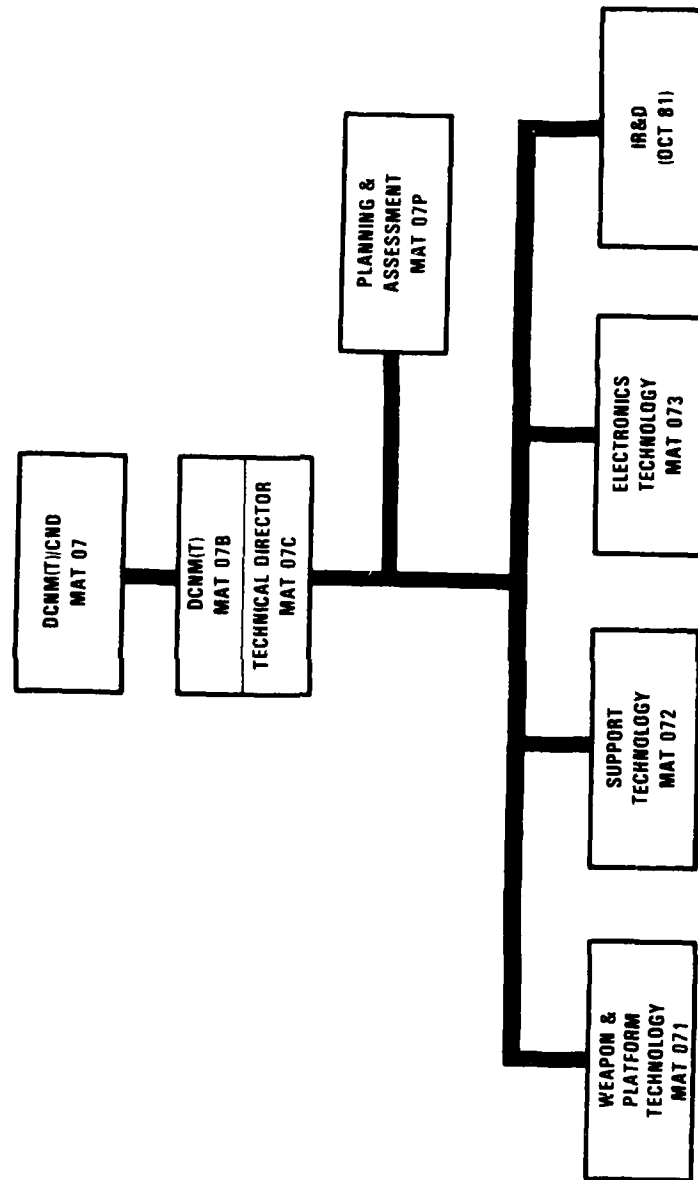 DCNM(T)/CND
MAT 07
DCNM(T)
MAT 07B
TECHNICAL DIRECTOR
MAT 07C
PLANNING &
ASSESSMENT
MAT 07P
WEAPON &
PLATFORM
TECHNOLOGY
MAT 071
SUPPORT
TECHNOLOGY
MAT 072
ELECTRONICS
TECHNOLOGY
MAT 073
IR&D
(OCT 81)